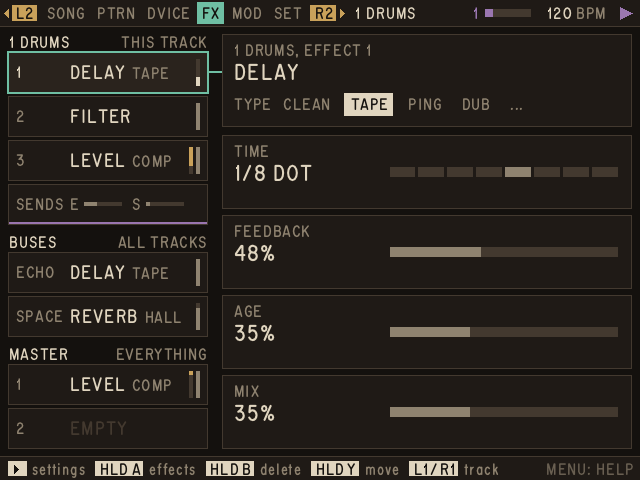 L2 SONG PTRN DVICE FX MOD SET R2 1 DRUMS 1 120 BPM
1 DRUMS THIS TRACK
1 DELAY TAPE
2 FILTER
3 LEVEL COMP
SENDS E S
BUSES ALL TRACKS
ECHO DELAY TAPE
SPACE REVERB HALL
MASTER EVERYTHING
1 LEVEL COMP
2 EMPTY
1 DRUMS, EFFECT 1
DELAY
TYPE CLEAN TAPE PING DUB ...
TIME
1/8 DOT
FEEDBACK
48%
AGE
35%
MIX
35%
settings HLD A effects HLD B delete HLD Y move L1/R1 track MENU: HELP